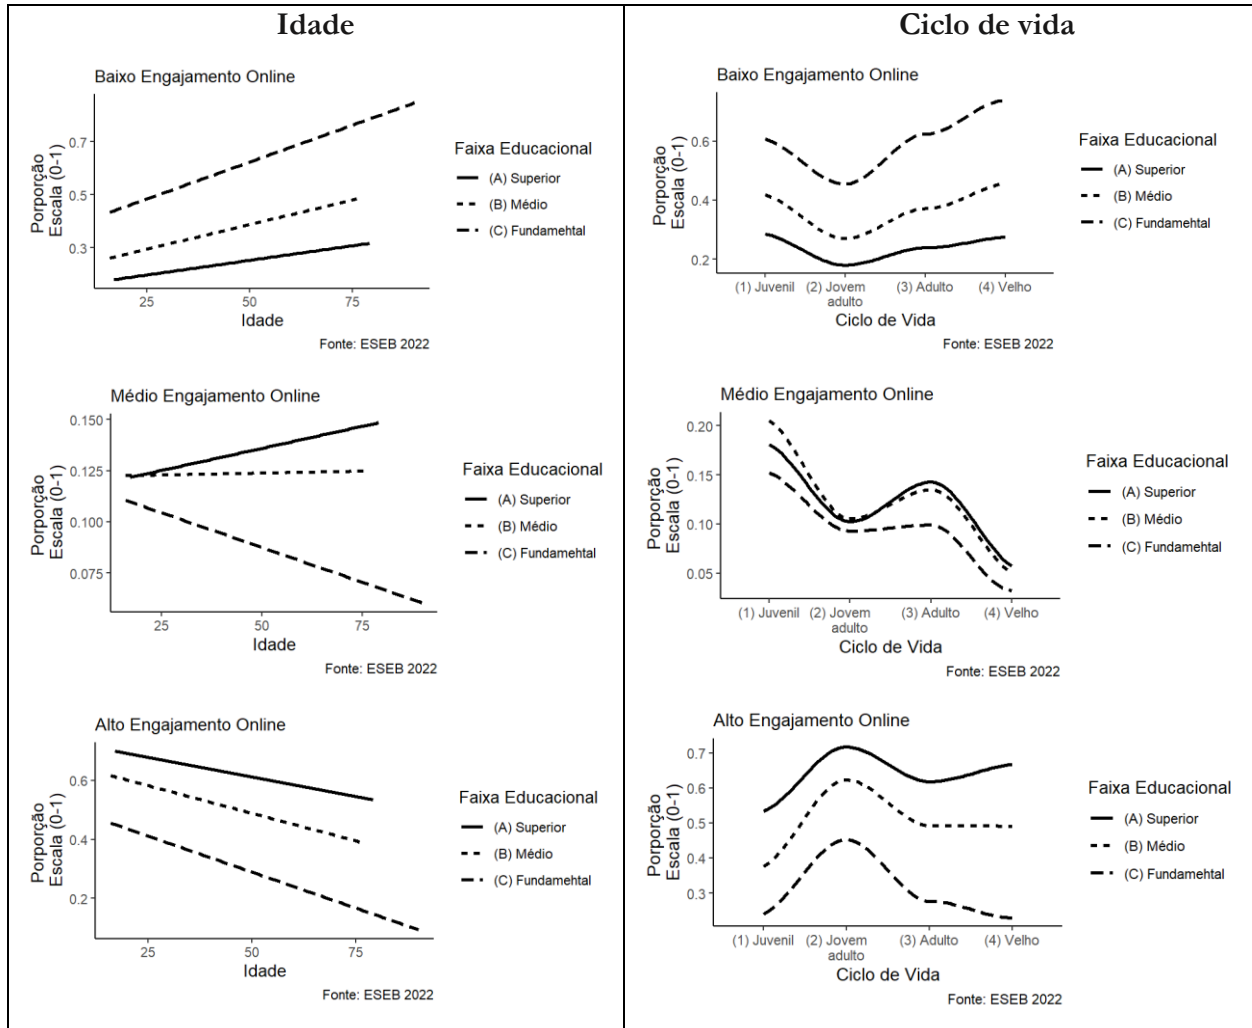 Idade
Baixo Engajamento Online
Porporção
Escala (0-1)
0.7
0.5
0.3
25 50 75
Idade
Faixa Educacional
(A) Superior
(B) Médio
(C) Fundamehtal
Fonte: ESEB 2022
Médio Engajamento Online
Porporção
Escala (0-1)
0.150
0.125
0.100
0.075
25 50 75
Idade
Faixa Educacional
(A) Superior
(B) Médio
(C) Fundamehtal
Fonte: ESEB 2022
Alto Engajamento Online
Porporção
Escala (0-1)
0.6
0.4
0.2
25 50 75
Idade
Faixa Educacional
(A) Superior
(B) Médio
(C) Fundamehtal
Fonte: ESEB 2022
Ciclo de vida
Baixo Engajamento Online
Porporção
Escala (0-1)
0.6
0.4
0.2
(1) Juvenil (2) Jovem (3) Adulto (4) Velho
adulto
Ciclo de Vida
Faixa Educacional
(A) Superior
(B) Médio
(C) Fundamehtal
Fonte: ESEB 2022
Médio Engajamento Online
Porporção
Escala (0-1)
0.20
0.15
0.10
0.05
(1) Juvenil (2) Jovem (3) Adulto (4) Velho
adulto
Ciclo de Vida
Faixa Educacional
(A) Superior
(B) Médio
(C) Fundamehtal
Fonte: ESEB 2022
Alto Engajamento Online
Porporção
Escala (0-1)
0.7
0.6
0.5
0.4
0.3
(1) Juvenil (2) Jovem (3) Adulto (4) Velho
adulto
Ciclo de Vida
Faixa Educacional
(A) Superior
(B) Médio
(C) Fundamehtal
Fonte: ESEB 2022